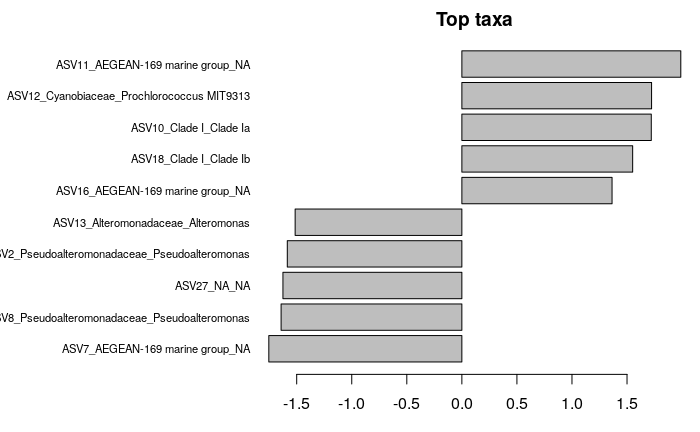 Top taxa
ASV11_AEGEAN-169 marine group_NA
ASV12_Cyanobiaceae_Prochlorococcus MIT9313
ASV10_Clade I_Clade Ia
ASV18_Clade I_Clade Ib
ASV16_AEGEAN-169 marine group_NA
ASV13_Alteromonadaceae_Alteromonas
SV2_Pseudoalteromonadaceae_Pseudoalteromonas
ASV27_NA_NA
SV8_Pseudoalteromonadaceae_Pseudoalteromonas
ASV7_AEGEAN-169 marine group_NA
-1.5 -1.0 -0.5 0.0 0.5 1.0 1.5